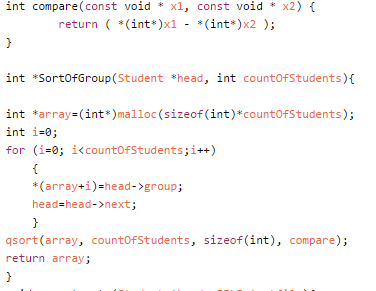 int compare(const void * x1, const void * x2) {
return ( *(int*)x1 - *(int*)x2 );
}
int *SortOfGroup(Student *head, int countOfStudents){
int *array=(int*)malloc(sizeof(int)*countOfStudents);
int i=0;
for (i=0; i<countOfStudents;i++)
{
*(array+i)=head->group;
head=head->next;
}
qsort(array, countOfStudents, sizeof(int), compare);
return array;
}